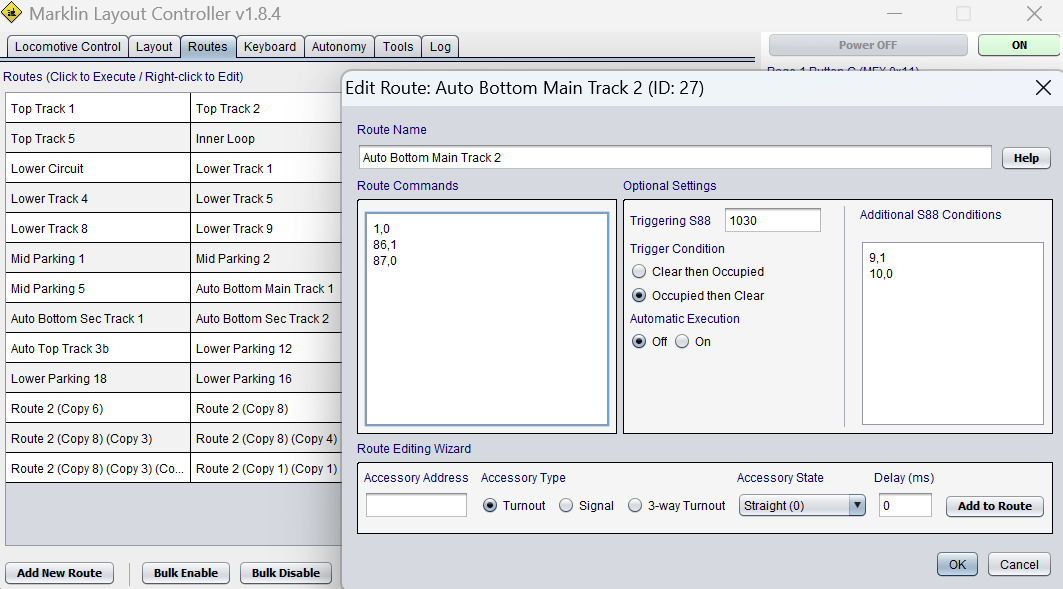 Marklin Layout Controller v1.8.4
Locomotive Control Layout Routes Keyboard Autonomy Tools Log
Power OFF ON
Routes (Click to Execute / Right-click to Edit)
Top Track 1 Top Track 2
Top Track 5 Inner Loop
Lower Circuit Lower Track 1
Lower Track 4 Lower Track 5
Lower Track 8 Lower Track 9
Mid Parking 1 Mid Parking 2
Mid Parking 5 Auto Bottom Main Track 1
Auto Bottom Sec Track 1 Auto Bottom Sec Track 2
Auto Top Track 3b Lower Parking 12
Lower Parking 18 Lower Parking 16
Route 2 (Copy 6) Route 2 (Copy 8)
Route 2 (Copy 8) (Copy 3) Route 2 (Copy 8) (Copy 4)
Route 2 (Copy 8) (Copy 3) (Co... Route 2 (Copy 1) (Copy 1)
Add New Route Bulk Enable Bulk Disable
Edit Route: Auto Bottom Main Track 2 (ID: 27)
Route Name
Auto Bottom Main Track 2
Help
Route Commands
1,0
86,1
87,0
Optional Settings
Triggering S88 1030
Trigger Condition
Clear then Occupied
Occupied then Clear
Automatic Execution
Off On
Additional S88 Conditions
9,1
10,0
Route Editing Wizard
Accessory Address Accessory Type Accessory State Delay (ms)
Turnout Signal 3-way Turnout Straight (0) 0 Add to Route
OK Cancel